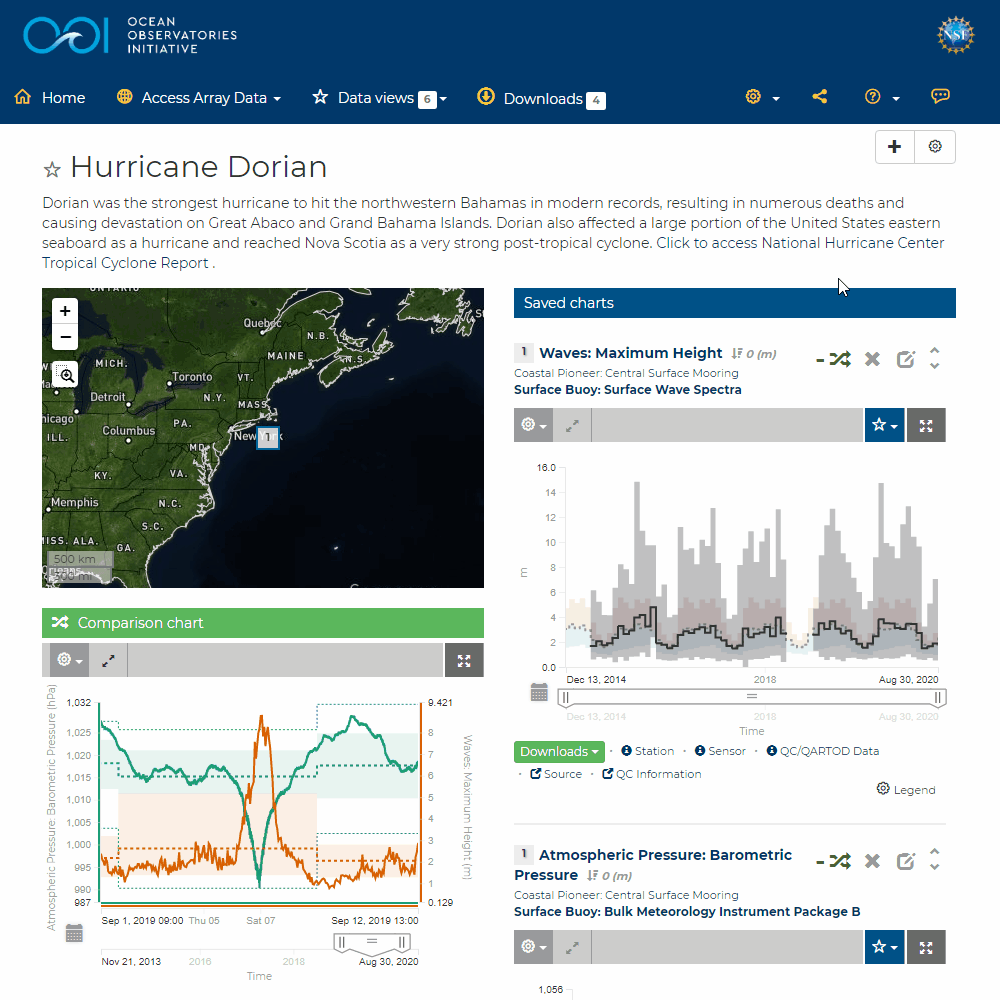 OCEAN
OBSERVATORIES
INITIATIVE
NSF
Home
Access Array Data
Data views 6
Downloads 4
Hurricane Dorian
Dorian was the strongest hurricane to hit the northwestern Bahamas in modern records, resulting in numerous deaths and
causing devastation on Great Abaco and Grand Bahama Islands. Dorian also affected a large portion of the United States eastern
seaboard as a hurricane and reached Nova Scotia as a very strong post-tropical cyclone. Click to access National Hurricane Center
Tropical Cyclone Report .
ONTARIO
+
−
Quebec
N.B.
MAINE
N.S.
MICH.
Toronto
VT.
N.Y.
MASS
Detroit
hicago
Columbus
PA.
New York
1
ILL.
MD
KY.
VA.
Memphis
N.C.
S.C.
MISS.
ALA.
GA.
500 km
500 mi
Comparison chart
Atmospheric Pressure: Barometric Pressure (hPa)
1,032
1,025
1,020
1,015
1,010
1,005
1,000
995
990
987
9.421
8
7
6
5
4
3
2
1
0.129
Waves: Maximum Height (m)
Sep 1, 2019 09:00
Thu 05
Sat 07
Sep 12, 2019 13:00
Nov 21, 2013
2016
2018
Aug 30, 2020
Time
Saved charts
1 Waves: Maximum Height 0 (m)
Coastal Pioneer: Central Surface Mooring
Surface Buoy: Surface Wave Spectra
16.0
14
12
10
8
6
4
2
0.0
m
Dec 13, 2014
2018
Aug 30, 2020
Dec 13, 2014
2018
Aug 30, 2020
Time
Downloads
Station
Sensor
QC/QARTOD Data
Source
QC Information
Legend
1 Atmospheric Pressure: Barometric
Pressure 0 (m)
Coastal Pioneer: Central Surface Mooring
Surface Buoy: Bulk Meteorology Instrument Package B
1,056